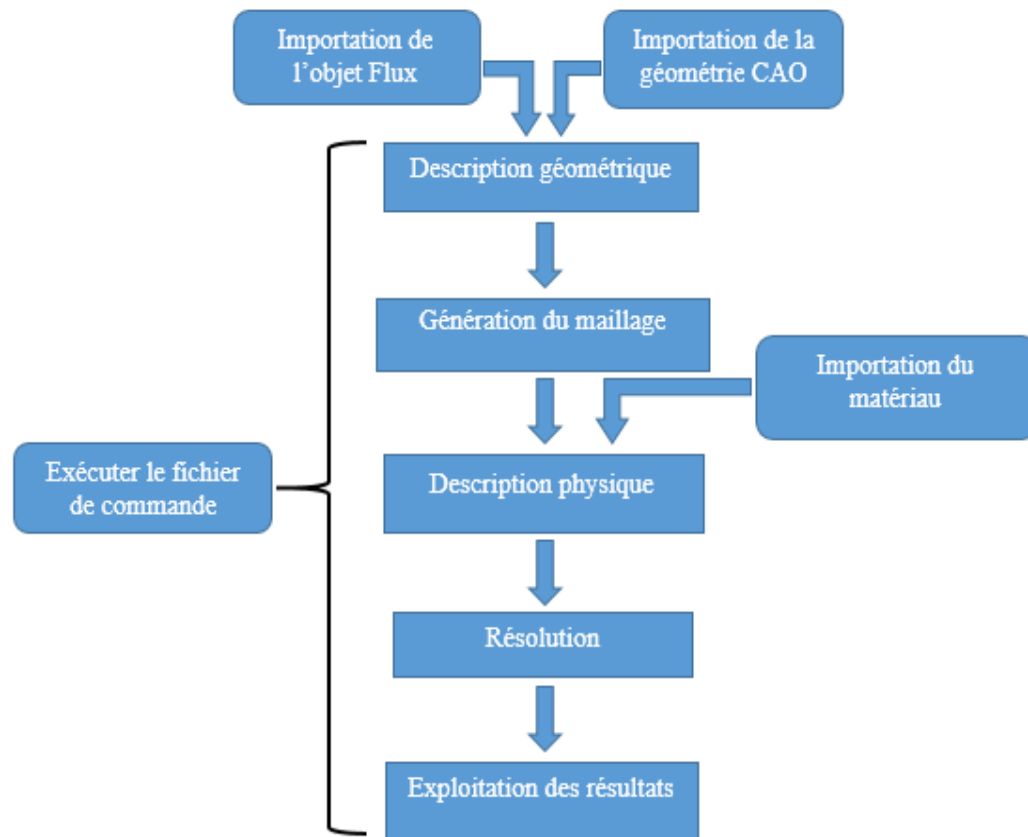 Importation de
l'objet Flux
Importation de la
géométrie CAO
Description géométrique
Génération du maillage
Importation du
matériau
Description physique
Exécuter le fichier
de commande
Résolution
Exploitation des résultats